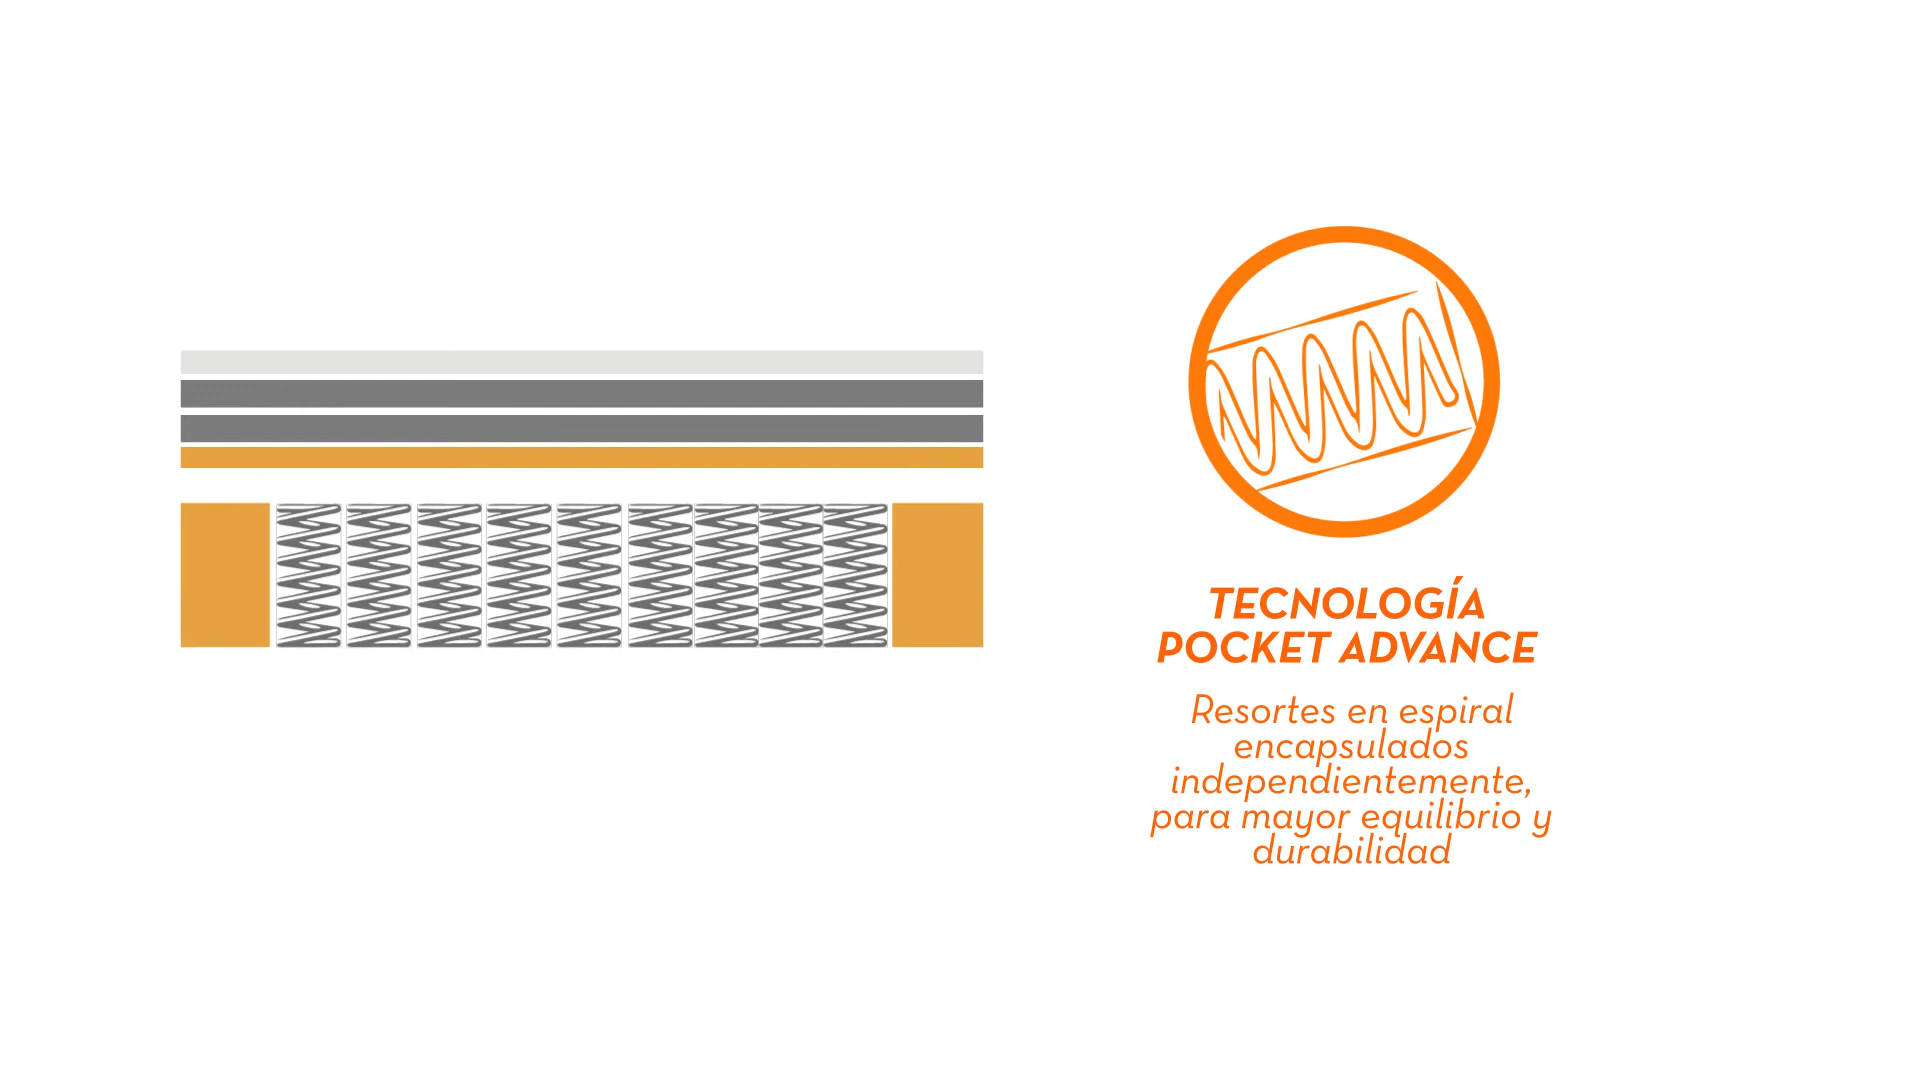 TECNOLOGÍA
POCKET ADVANCE
Resortes en espiral
encapsulados
independientemente,
para mayor equilibrio y
durabilidad